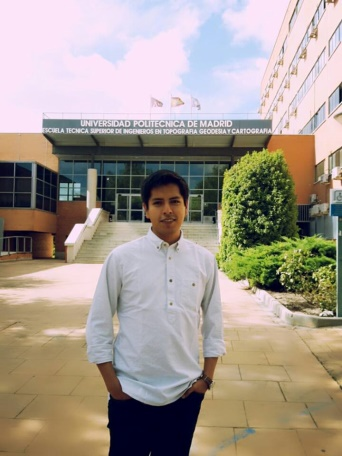 UNIVERSIDAD POLITECNICA DE MADRID
ESCUELA TECNICA SUPERIOR DE INGENIEROS EN TOPOGRAFIA GEODESIA Y CARTOGRAFIA